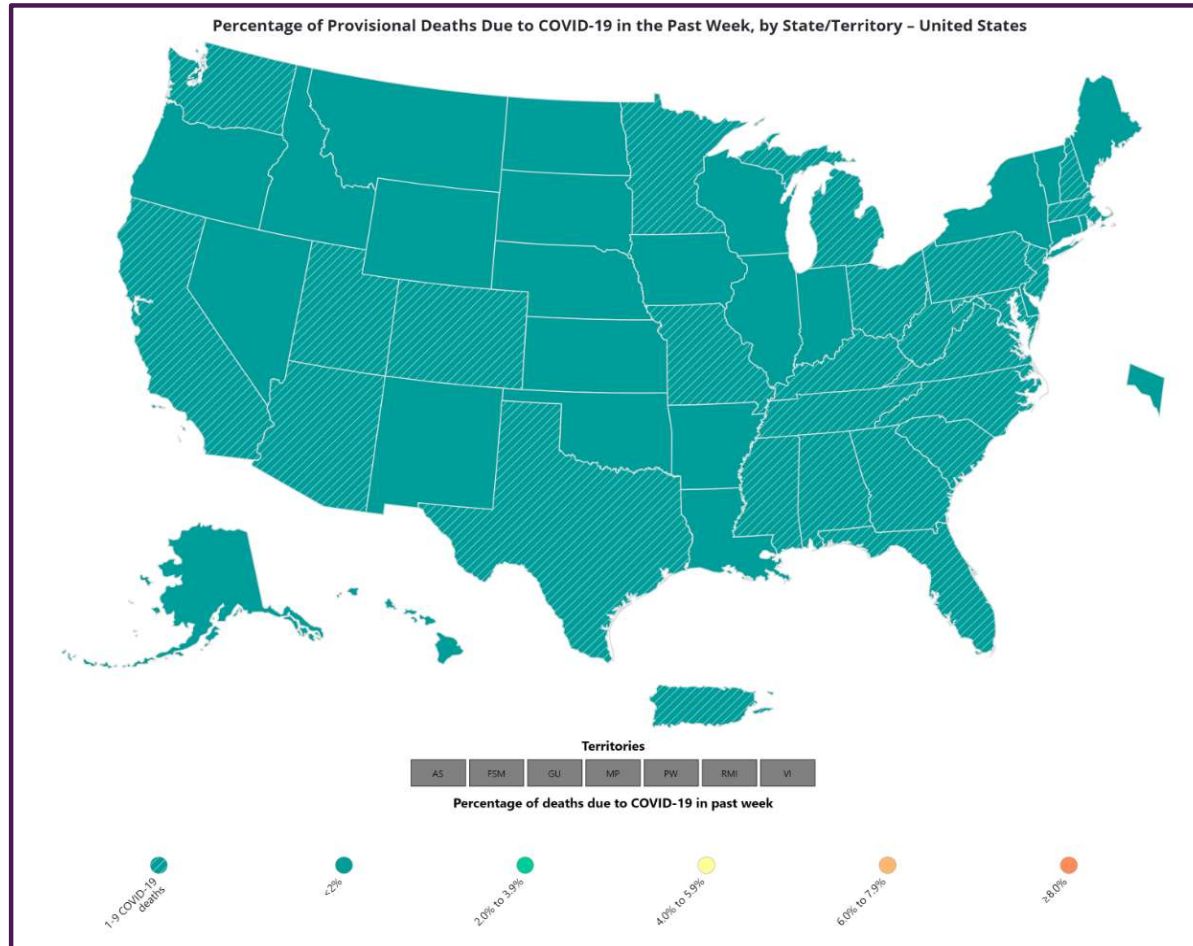 Percentage of Provisional Deaths Due to COVID-19 in the Past Week, by State/Territory – United States
Territories
AS FSM GU MP PW RMI VI
Percentage of deaths due to COVID-19 in past week
1-9 COVID-19
deaths
<2%
2.0% to 3.9%
4.0% to 5.9%
6.0% to 7.9%
≥8.0%